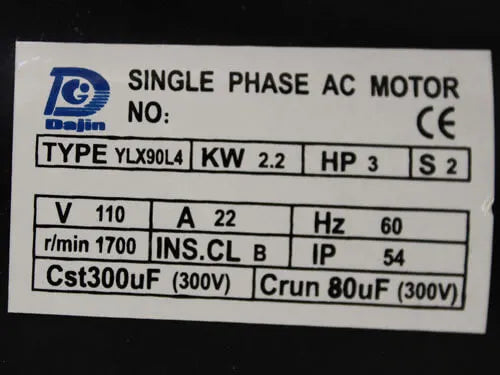 SINGLE PHASE AC MOTOR
Dajin
NO:
CE
TYPE YLX90L4 KW 2.2 HP 3 S 2
V 110 A 22 Hz 60
r/min 1700 INS.CL B IP 54
Cst300uF (300V) Crun 80uF (300V)